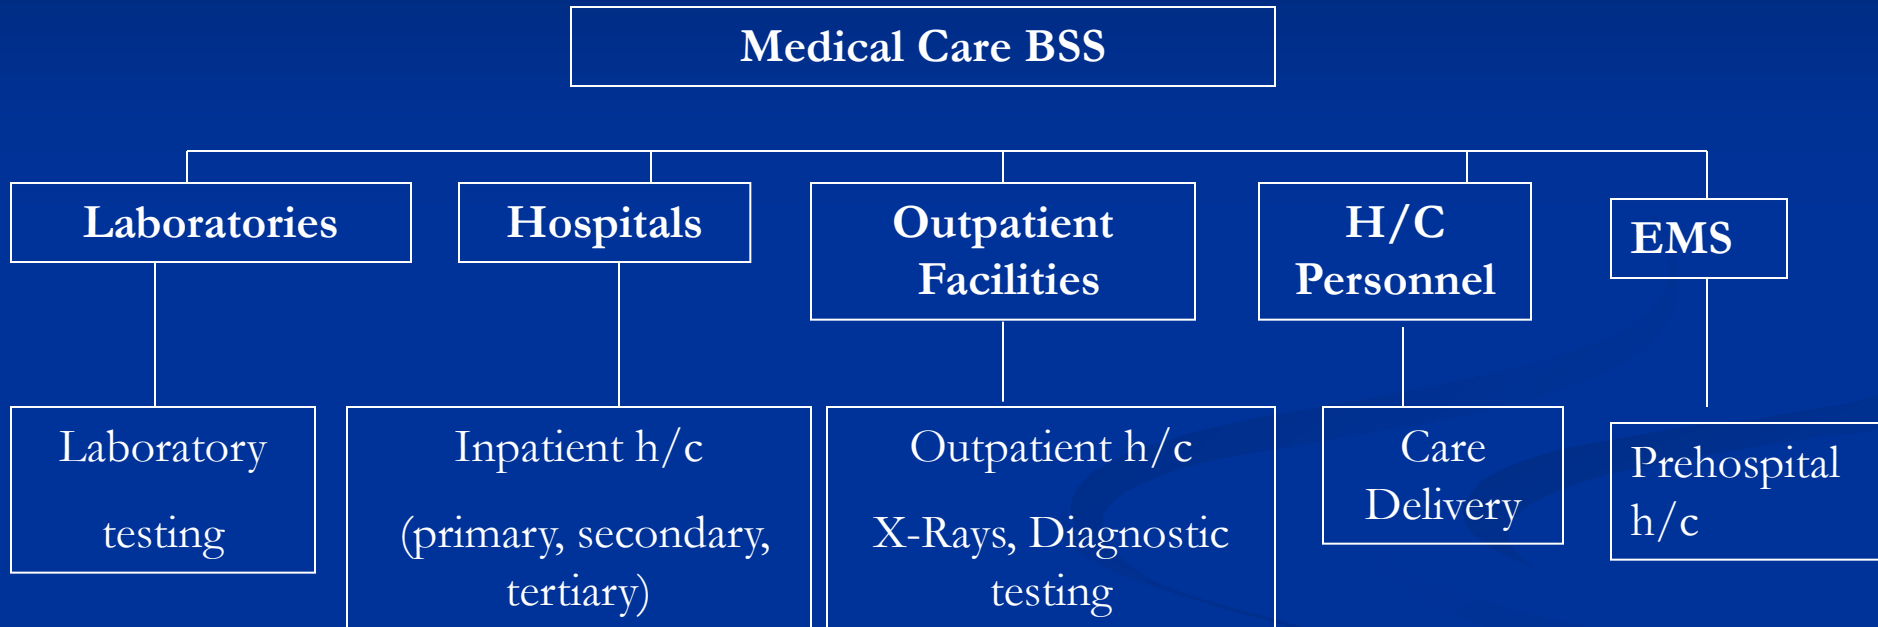 Medical Care BSS
Laboratories
Hospitals
Outpatient
Facilities
H/C
Personnel
EMS
Laboratory
testing
Inpatient h/c
(primary, secondary,
tertiary)
Outpatient h/c
X-Rays, Diagnostic
testing
Care
Delivery
Prehospital
h/c